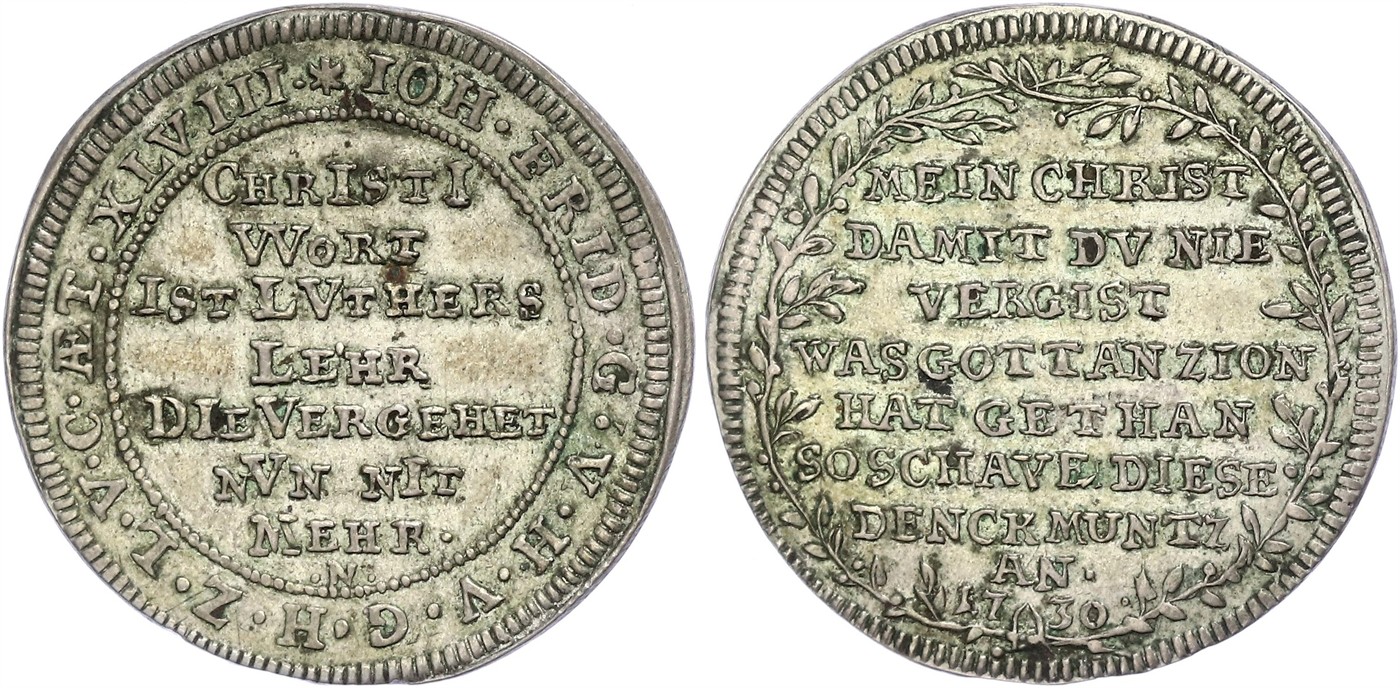 IOH · FRID · G · V · H · V · G · H · Z · L · V · C · ÆT · XLVIII ·
CHRISTI
VVORT
IST LVTHERS
LEHR
DIE VERGEHET
NVN NIT
MEHR ·
· N ·
MEIN CHRIST
DAMIT DV NIE
VERGIST
WAS GOTT AN ZION
HAT GETHAN
SO SCHAVE DIESE
DENCKMUNTZ
AN ·
· 1730 ·